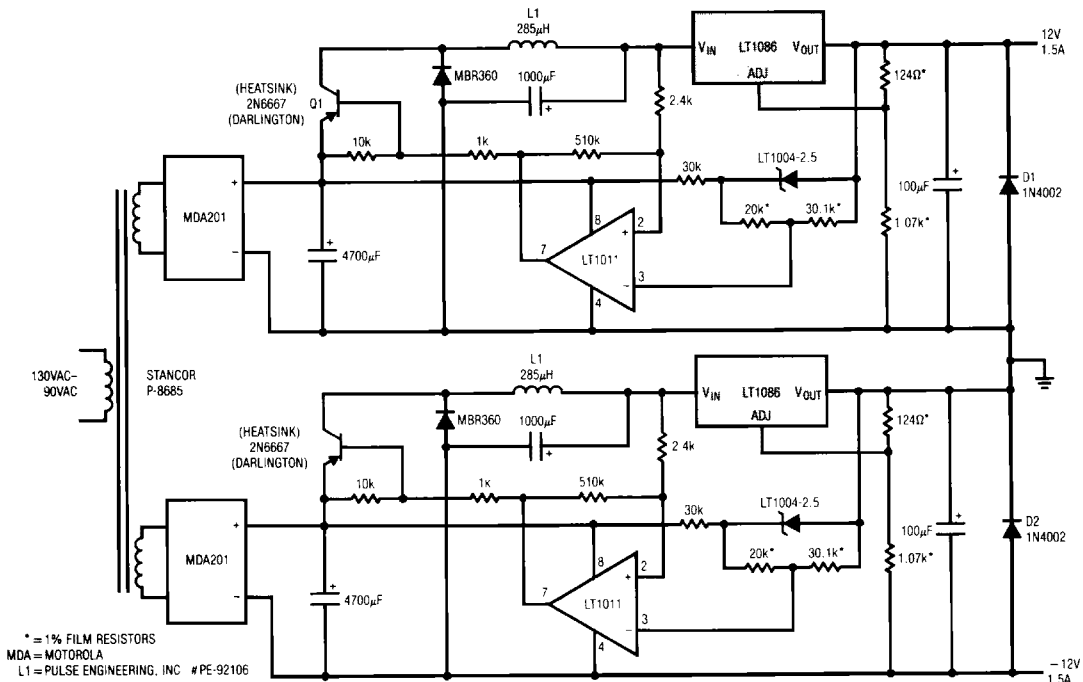 L1
285µH
VIN
LT1086
VOUT
ADJ
12V
1.5A
(HEATSINK)
2N6667
(DARLINGTON)
Q1
MBR360
1000µF
+
2.4k
124Ω*
10k
1k
510k
30k
LT1004-2.5
20k*
30.1k*
100µF
+
1.07k*
D1
1N4002
MDA201
+
−
+
4700µF
8
2
+
7
LT1011
3
−
4
130VAC–
90VAC
STANCOR
P-8685
L1
285µH
VIN
LT1086
VOUT
ADJ
(HEATSINK)
2N6667
(DARLINGTON)
MBR360
1000µF
+
2.4k
124Ω*
10k
1k
510k
30k
LT1004-2.5
20k*
30.1k*
100µF
+
1.07k*
D2
1N4002
MDA201
+
−
+
4700µF
8
2
+
7
LT1011
3
−
4
* = 1% FILM RESISTORS
MDA = MOTOROLA
L1 = PULSE ENGINEERING, INC #PE-92106
−12V
1.5A